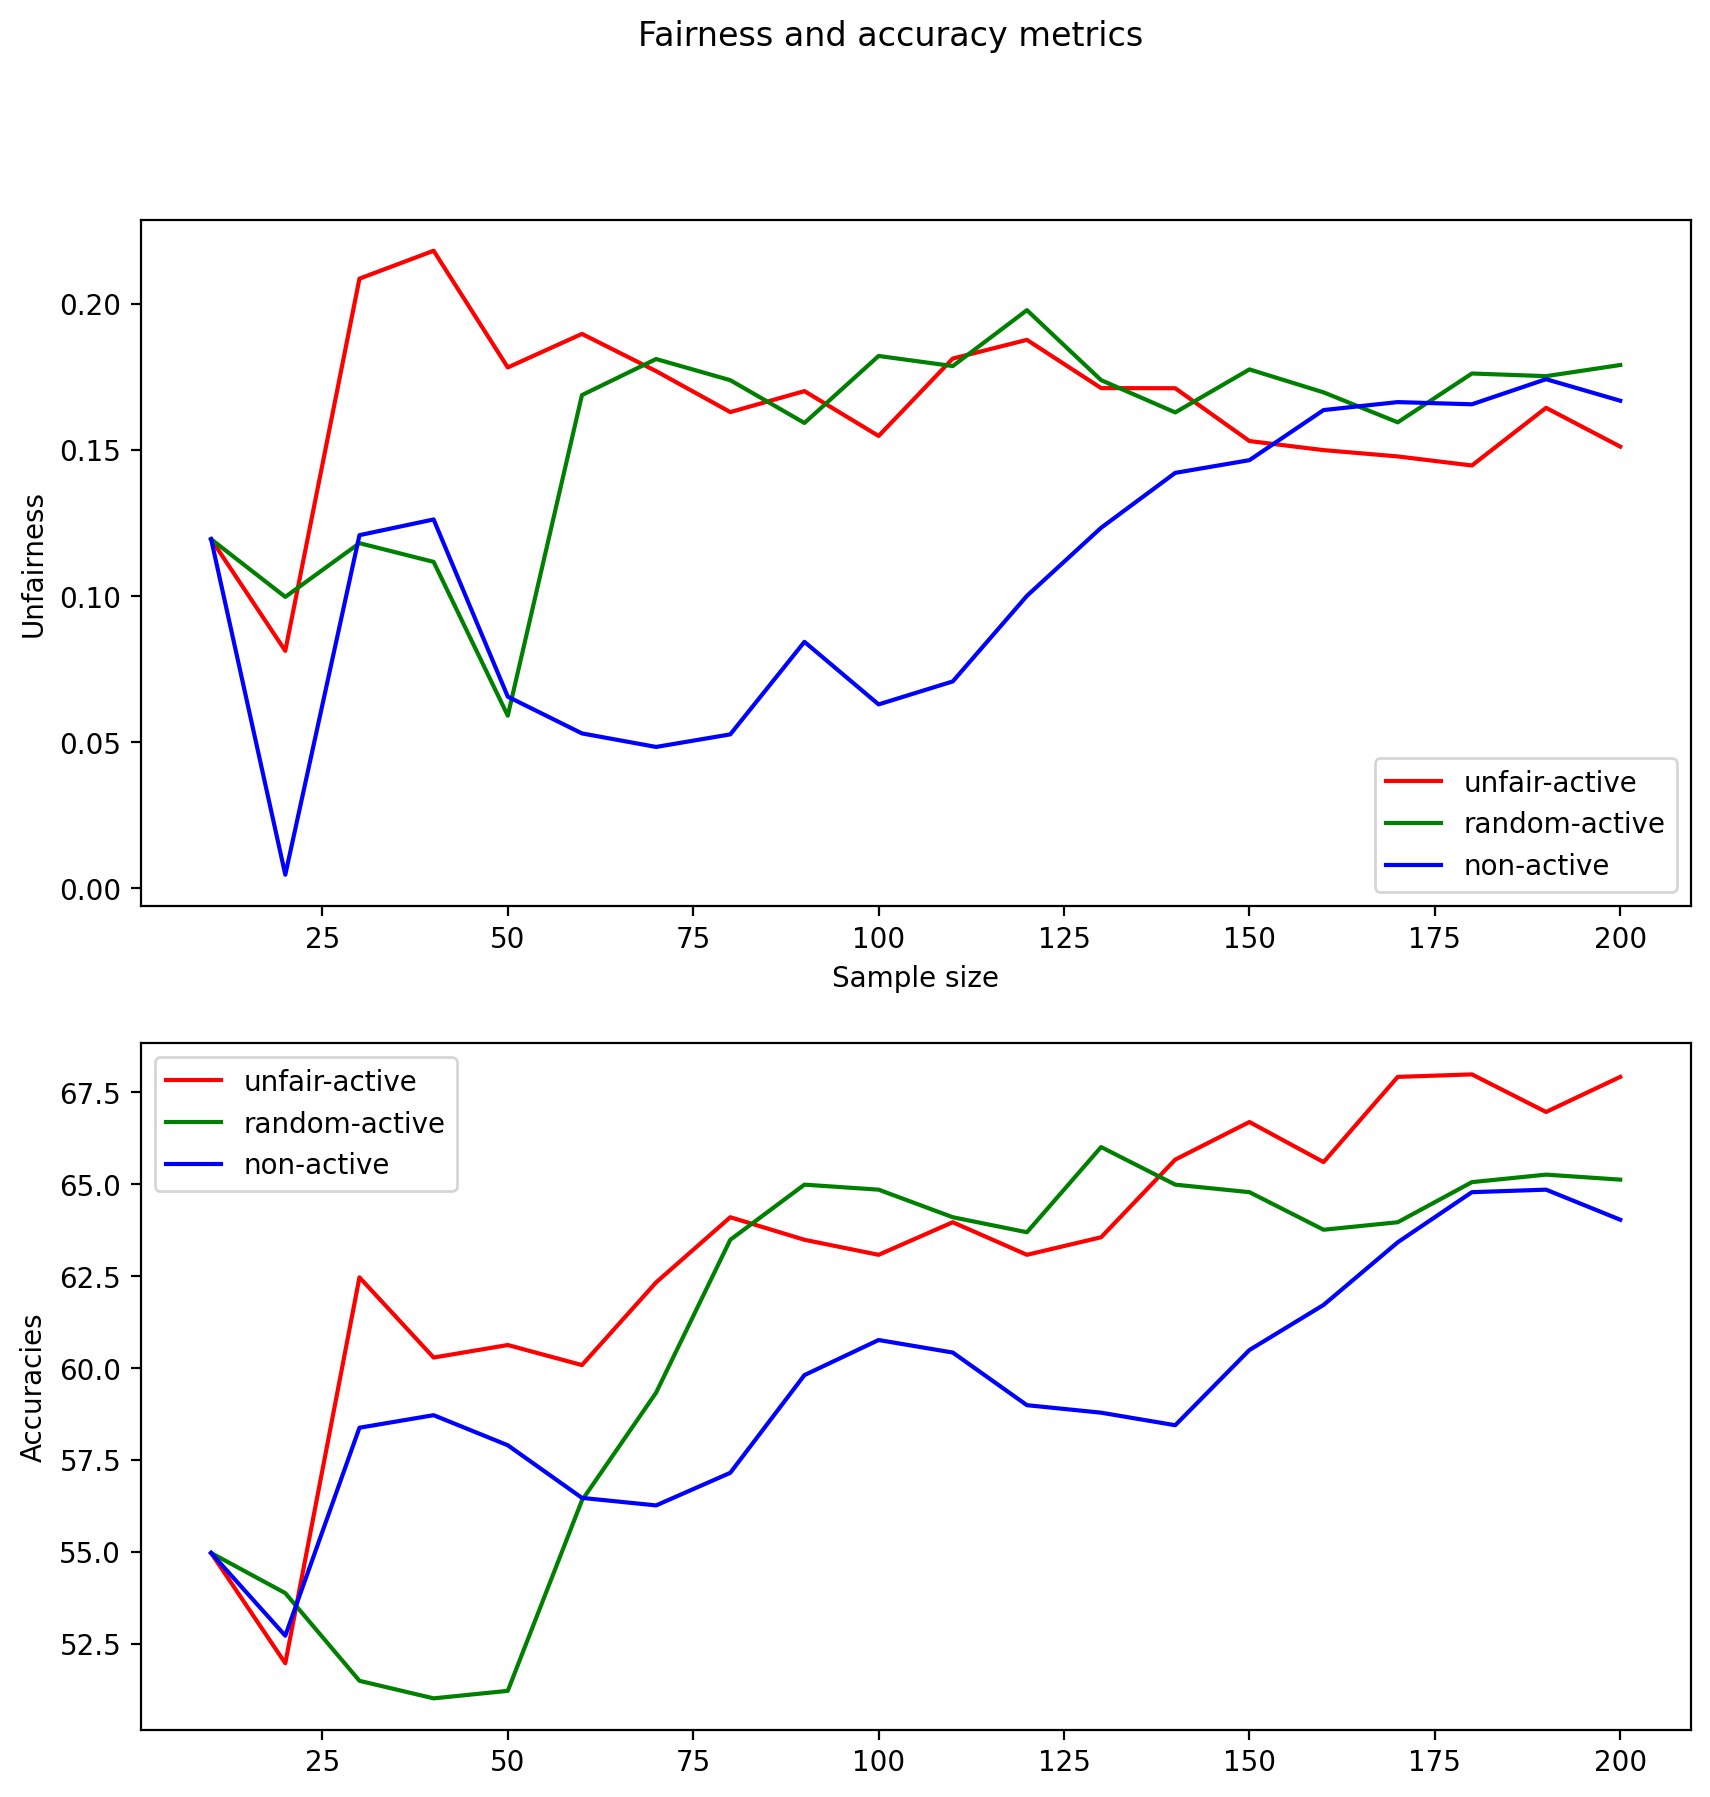 Fairness and accuracy metrics
0.20
0.15
0.10
0.05
0.00
Unfairness
unfair-active
random-active
non-active
25 50 75 100 125 150 175 200
Sample size
unfair-active
random-active
non-active
67.5
65.0
62.5
60.0
57.5
55.0
52.5
Accuracies
25 50 75 100 125 150 175 200